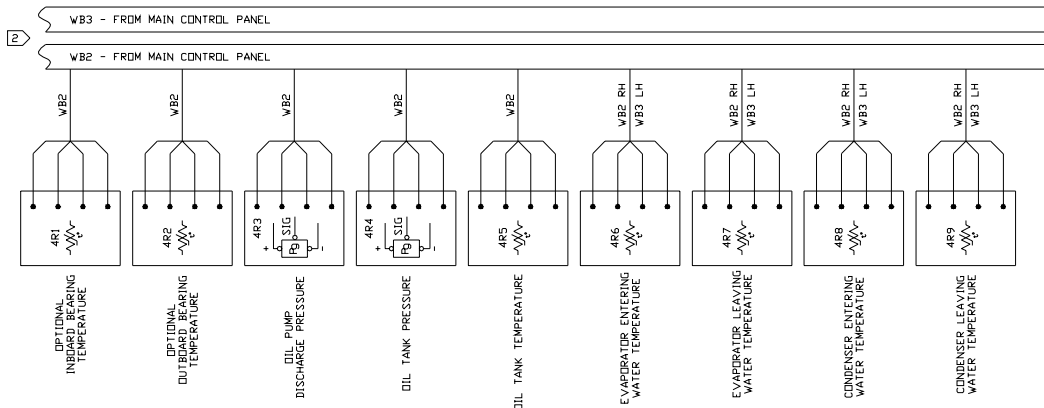 WB3 - FROM MAIN CONTROL PANEL
2
WB2 - FROM MAIN CONTROL PANEL
WB2
WB2
WB2
WB2
WB2
WB2 RH
WB3 LH
WB2 RH
WB3 LH
WB2 RH
WB3 LH
WB2 RH
WB3 LH
4R1
4R2
4R3
+
SIG
Pg
-
4R4
+
SIG
Pg
-
4R5
4R6
4R7
4R8
4R9
OPTIONAL
INBOARD BEARING
TEMPERATURE
OPTIONAL
OUTBOARD BEARING
TEMPERATURE
OIL PUMP
DISCHARGE PRESSURE
OIL TANK PRESSURE
OIL TANK TEMPERATURE
EVAPORATOR ENTERING
WATER TEMPERATURE
EVAPORATOR LEAVING
WATER TEMPERATURE
CONDENSER ENTERING
WATER TEMPERATURE
CONDENSER LEAVING
WATER TEMPERATURE